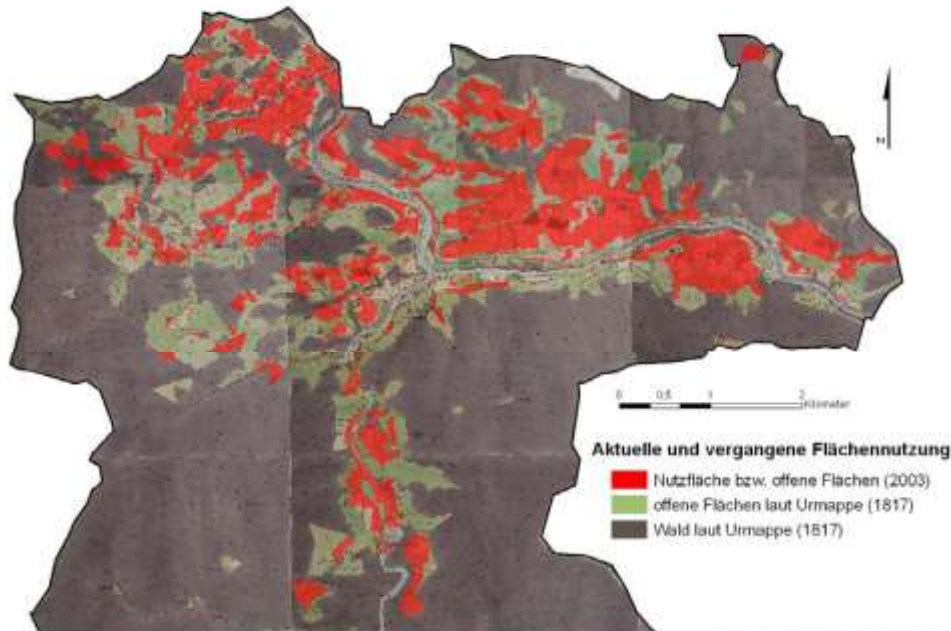 N
0 0,5 1 2
Kilometer
Aktuelle und vergangene Flächennutzung
Nutzfläche bzw. offene Flächen (2003)
offene Flächen laut Urmappe (1817)
Wald laut Urmappe (1817)